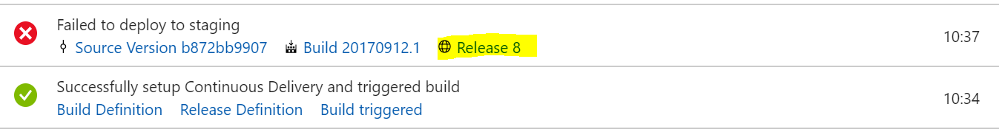 Failed to deploy to staging
Source Version b872bb9907 Build 20170912.1 Release 8
10:37
Successfully setup Continuous Delivery and triggered build
Build Definition Release Definition Build triggered
10:34